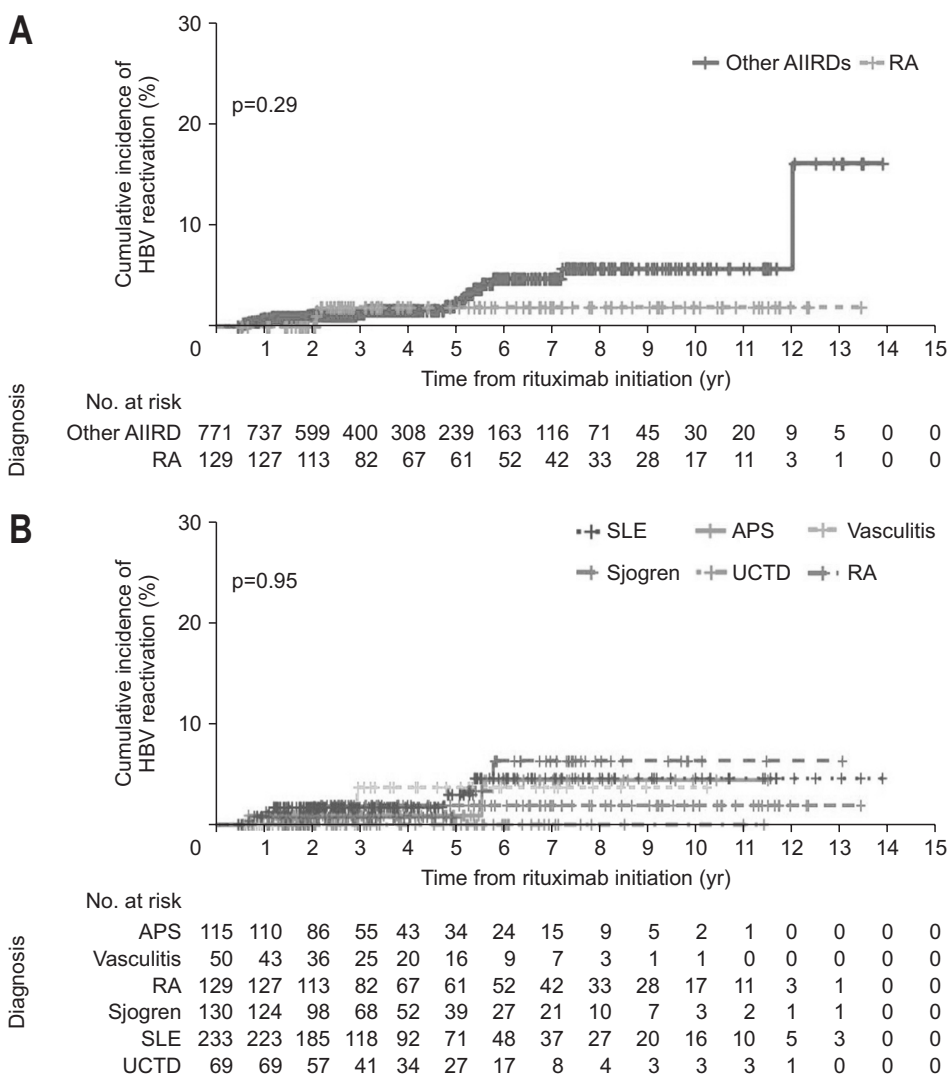 A
30
20
10
0
Cumulative incidence of
HBV reactivation (%)
p=0.29
Other AIIRDs RA
0 1 2 3 4 5 6 7 8 9 10 11 12 13 14 15
Time from rituximab initiation (yr)
Diagnosis
No. at risk
Other AIIRD 771 737 599 400 308 239 163 116 71 45 30 20 9 5 0 0
RA 129 127 113 82 67 61 52 42 33 28 17 11 3 1 0 0
B
30
20
10
0
Cumulative incidence of
HBV reactivation (%)
p=0.95
SLE APS Vasculitis
Sjogren UCTD RA
0 1 2 3 4 5 6 7 8 9 10 11 12 13 14 15
Time from rituximab initiation (yr)
Diagnosis
No. at risk
APS 115 110 86 55 43 34 24 15 9 5 2 1 0 0 0 0
Vasculitis 50 43 36 25 20 16 9 7 3 1 1 0 0 0 0 0
RA 129 127 113 82 67 61 52 42 33 28 17 11 3 1 0 0
Sjogren 130 124 98 68 52 39 27 21 10 7 3 2 1 1 0 0
SLE 233 223 185 118 92 71 48 37 27 20 16 10 5 3 0 0
UCTD 69 69 57 41 34 27 17 8 4 3 3 3 1 0 0 0